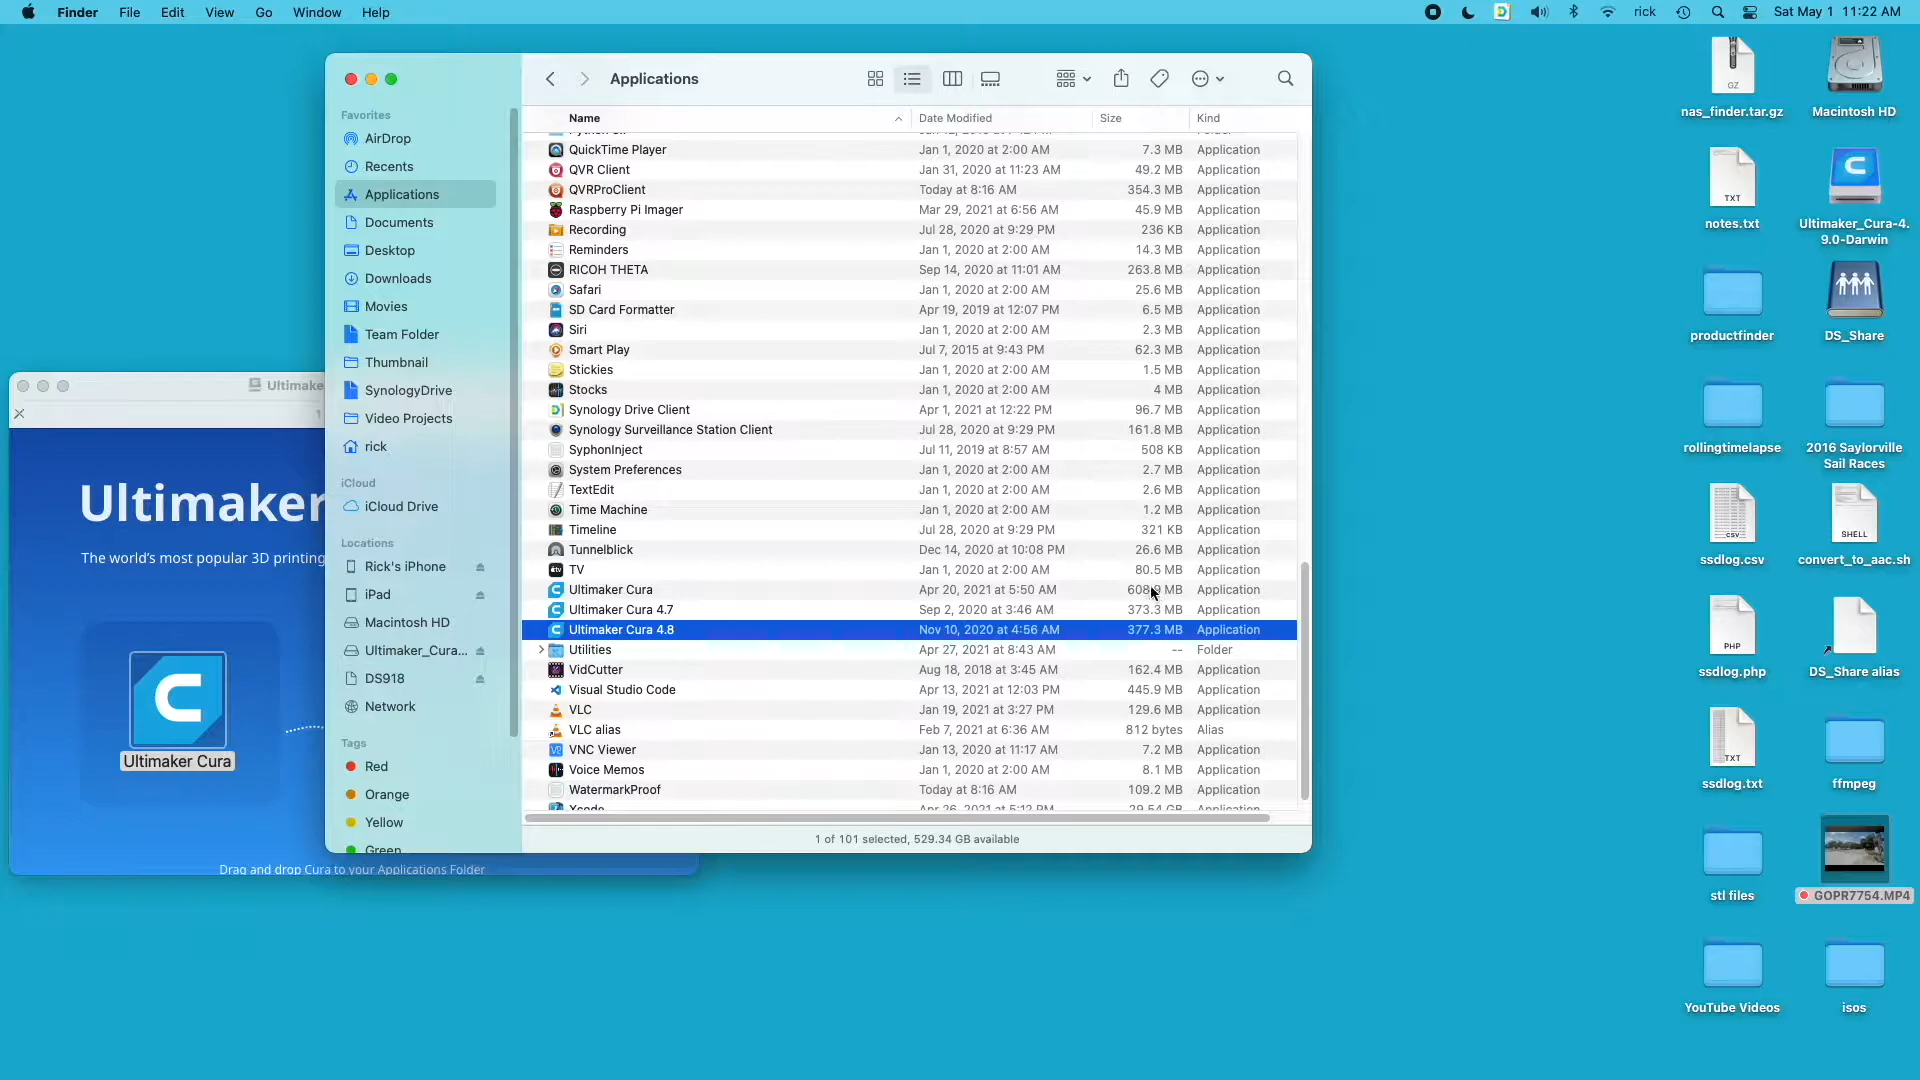 Finder File Edit View Go Window Help
rick Sat May 1 11:22 AM
Applications
Favorites
AirDrop
Recents
Applications
Documents
Desktop
Downloads
Movies
Team Folder
Thumbnail
SynologyDrive
Video Projects
rick
iCloud
iCloud Drive
Locations
Rick's iPhone
iPad
Macintosh HD
Ultimaker_Cura...
DS918
Network
Tags
Red
Orange
Yellow
Green
Name Date Modified Size Kind
QuickTime Player Jan 1, 2020 at 2:00 AM 7.3 MB Application
QVR Client Jan 31, 2020 at 11:23 AM 49.2 MB Application
QVRProClient Today at 8:16 AM 354.3 MB Application
Raspberry Pi Imager Mar 29, 2021 at 6:56 AM 45.9 MB Application
Recording Jul 28, 2020 at 9:29 PM 236 KB Application
Reminders Jan 1, 2020 at 2:00 AM 14.3 MB Application
RICOH THETA Sep 14, 2020 at 11:01 AM 263.8 MB Application
Safari Jan 1, 2020 at 2:00 AM 25.6 MB Application
SD Card Formatter Apr 19, 2019 at 12:07 PM 6.5 MB Application
Siri Jan 1, 2020 at 2:00 AM 2.3 MB Application
Smart Play Jul 7, 2015 at 9:43 PM 62.3 MB Application
Stickies Jan 1, 2020 at 2:00 AM 1.5 MB Application
Stocks Jan 1, 2020 at 2:00 AM 4 MB Application
Synology Drive Client Apr 1, 2021 at 12:22 PM 96.7 MB Application
Synology Surveillance Station Client Jul 28, 2020 at 9:29 PM 161.8 MB Application
SyphonInject Jul 11, 2019 at 8:57 AM 508 KB Application
System Preferences Jan 1, 2020 at 2:00 AM 2.7 MB Application
TextEdit Jan 1, 2020 at 2:00 AM 2.6 MB Application
Time Machine Jan 1, 2020 at 2:00 AM 1.2 MB Application
Timeline Jul 28, 2020 at 9:29 PM 321 KB Application
Tunnelblick Dec 14, 2020 at 10:08 PM 26.6 MB Application
TV Jan 1, 2020 at 2:00 AM 80.5 MB Application
Ultimaker Cura Apr 20, 2021 at 5:50 AM MB Application
Ultimaker Cura 4.7 Sep 2, 2020 at 3:46 AM 373.3 MB Application
Ultimaker Cura 4.8 Nov 10, 2020 at 4:56 AM 377.3 MB Application
Utilities Apr 27, 2021 at 8:43 AM -- Folder
VidCutter Aug 18, 2018 at 3:45 AM 162.4 MB Application
Visual Studio Code Apr 13, 2021 at 12:03 PM 445.9 MB Application
VLC Jan 19, 2021 at 3:27 PM 129.6 MB Application
VLC alias Feb 7, 2021 at 6:36 AM 812 bytes Alias
VNC Viewer Jan 13, 2020 at 11:17 AM 7.2 MB Application
Voice Memos Jan 1, 2020 at 2:00 AM 8.1 MB Application
WatermarkProof Today at 8:16 AM 109.2 MB Application
Xcode Apr 26, 2021 at 5:12 PM 29.54 GB Application
1 of 101 selected, 529.34 GB available
Ultimake
Ultimaker
The world's most popular 3D printing
Ultimaker Cura
Drag and drop Cura to your Applications Folder
GZ
nas_finder.tar.gz
Macintosh HD
TXT
notes.txt
Ultimaker_Cura-4.
9.0-Darwin
productfinder
DS_Share
rollingtimelapse
2016 Saylorville
Sail Races
CSV
ssdlog.csv
SHELL
convert_to_aac.sh
PHP
ssdlog.php
DS_Share alias
TXT
ssdlog.txt
ffmpeg
stl files
GOPR7754.MP4
YouTube Videos
isos